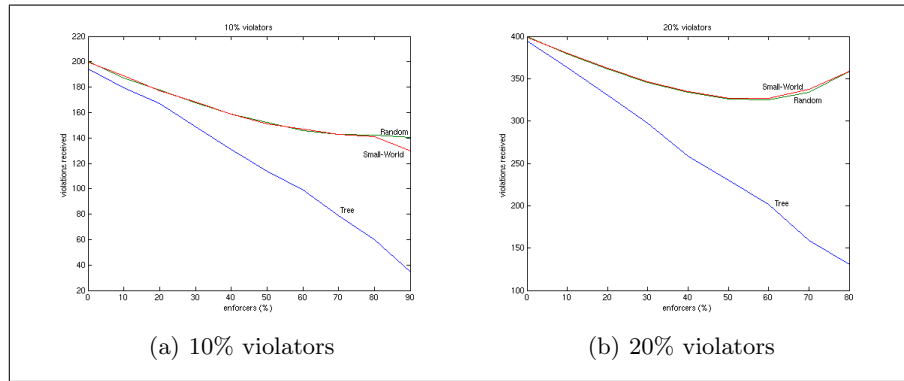 10% violators
220
200
180
160
140
120
100
80
60
40
20
violations received
Random
Small-World
Tree
0 10 20 30 40 50 60 70 80 90
enforcers (%)
(a) 10% violators
20% violators
400
350
300
250
200
150
100
violations received
Small-World
Random
Tree
0 10 20 30 40 50 60 70 80
enforcers (%)
(b) 20% violators